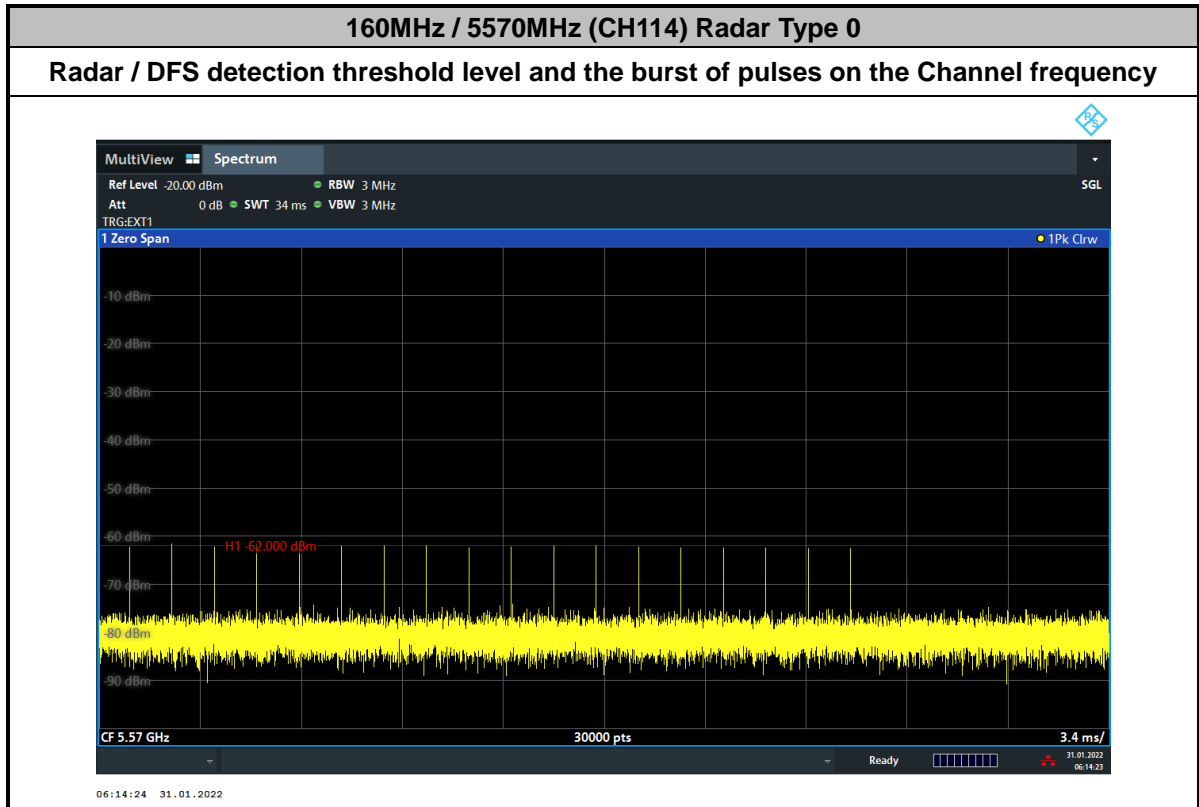 160MHz / 5570MHz (CH114) Radar Type 0
Radar / DFS detection threshold level and the burst of pulses on the Channel frequency
R&S
MultiView Spectrum
Ref Level -20.00 dBm RBW 3 MHz SGL
Att 0 dB SWT 34 ms VBW 3 MHz
TRG:EXT1
1 Zero Span 1Pk Clrw
-10 dBm
-20 dBm
-30 dBm
-40 dBm
-50 dBm
-60 dBm
H1 -62.000 dBm
-70 dBm
-80 dBm
-90 dBm
CF 5.57 GHz 30000 pts 3.4 ms/
Ready 31.01.2022
06:14:23
06:14:24 31.01.2022